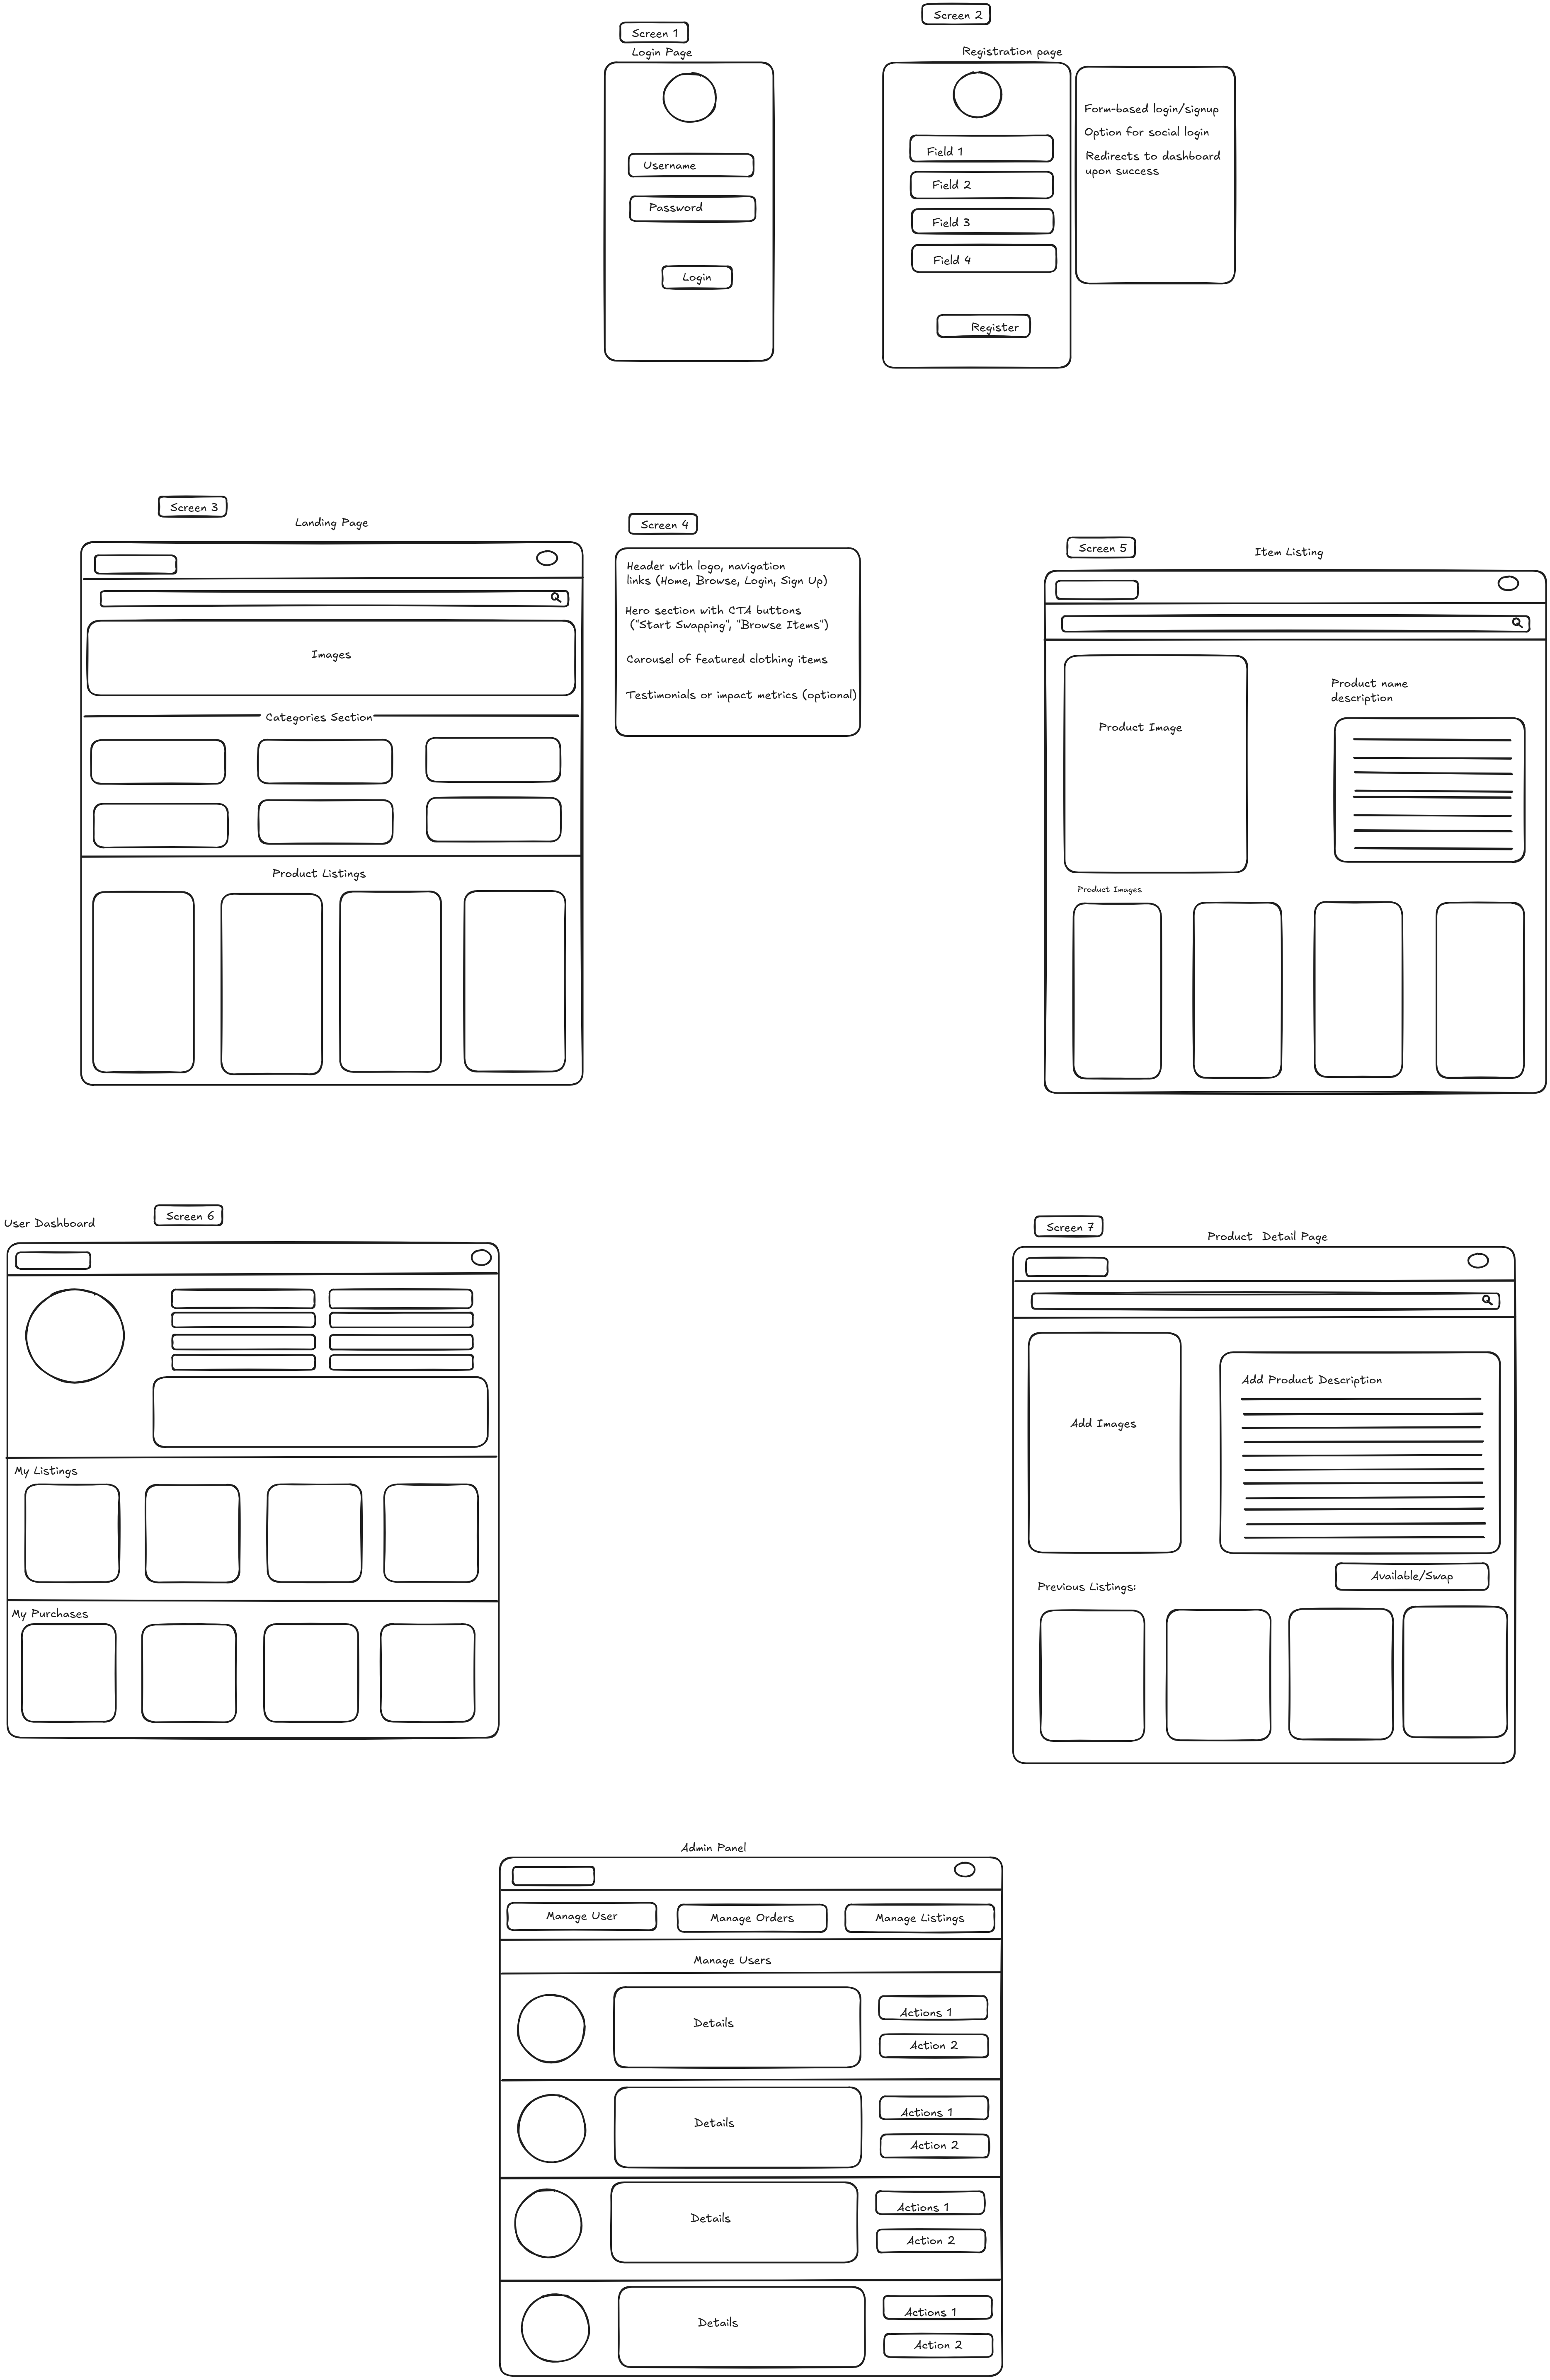 Screen 1
Login Page
Username
Password
Login
Screen 2
Registration page
Field 1
Field 2
Field 3
Field 4
Register
Form-based login/signup
Option for social login
Redirects to dashboard
upon success
Screen 3
Landing Page
Images
Categories Section
Product Listings
Screen 4
Header with logo, navigation
links (Home, Browse, Login, Sign Up)
Hero section with CTA buttons
("Start Swapping", "Browse Items")
Carousel of featured clothing items
Testimonials or impact metrics (optional)
Screen 5
Item Listing
Product Image
Product name
description
Product Images
User Dashboard
Screen 6
My Listings
My Purchases
Screen 7
Product Detail Page
Add Images
Add Product Description
Available/Swap
Previous Listings:
Admin Panel
Manage User
Manage Orders
Manage Listings
Manage Users
Details
Actions 1
Action 2
Details
Actions 1
Action 2
Details
Actions 1
Action 2
Details
Actions 1
Action 2